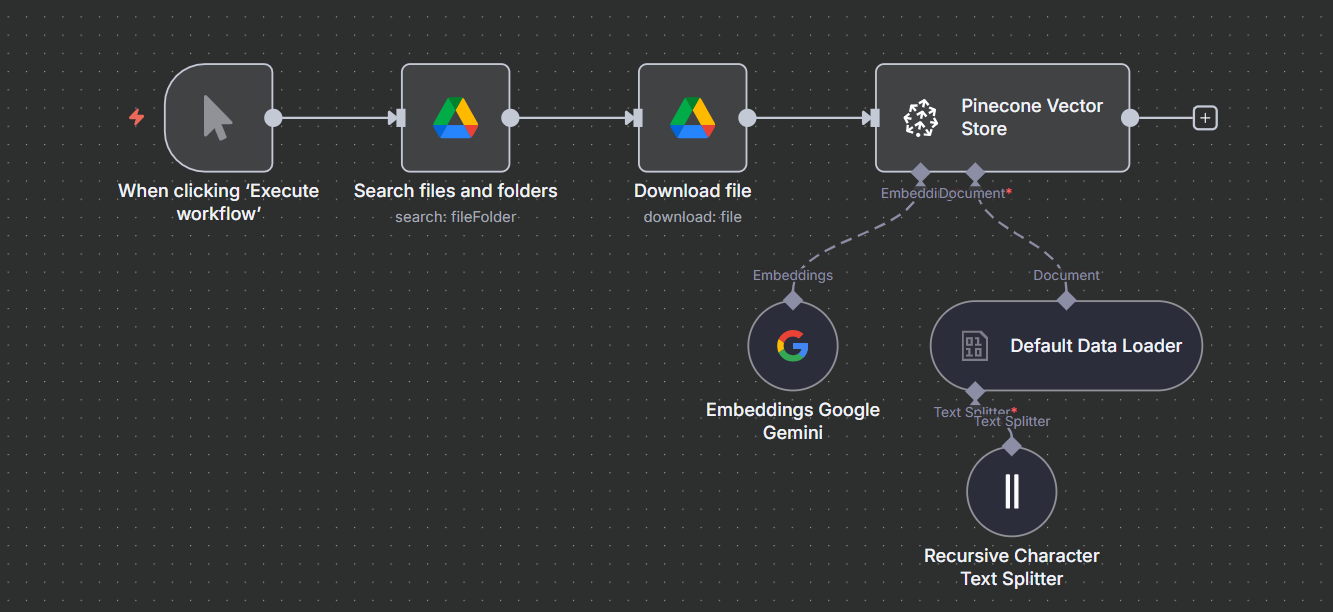 Pinecone Vector
Store
When clicking ‘Execute
workflow’
Search files and folders
search: fileFolder
Download file
download: file
Document*
Embeddings
Document
Default Data Loader
Embeddings Google
Gemini
Text Splitter*
Text Splitter
Recursive Character
Text Splitter